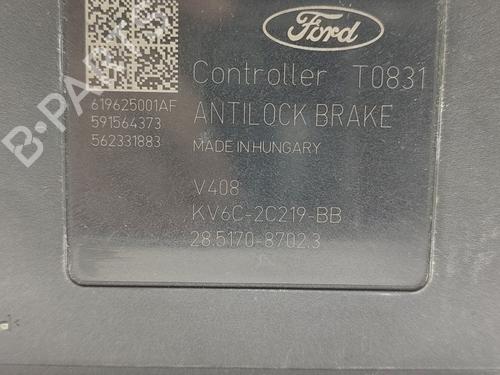 Ford
Controller T0831
ANTILOCK BRAKE
MADE IN HUNGARY
619625001AF
591564373
562331883
V408
KV6C-2C219-BB
28.5170-8702.3
B-PARTS